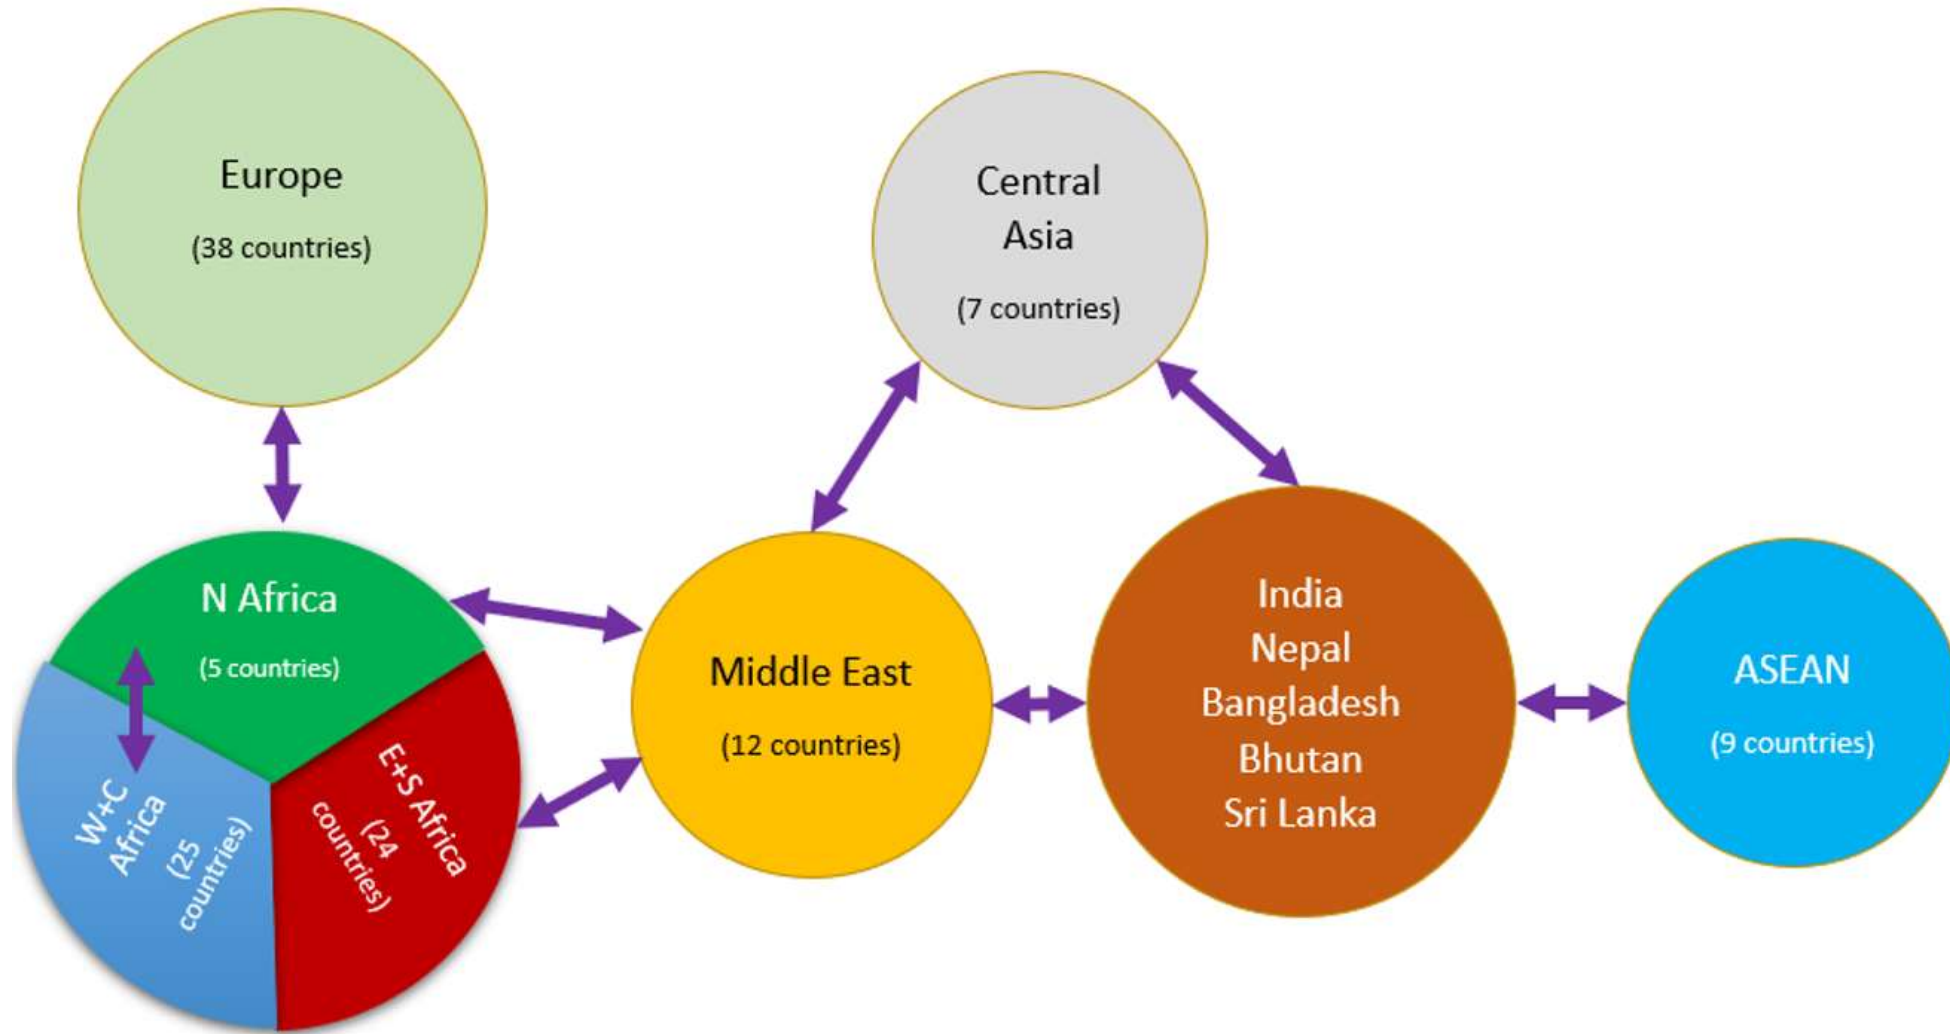 Europe
(38 countries)
Central
Asia
(7 countries)
N Africa
(5 countries)
W+C
Africa
(25
countries)
E+S Africa
(24
countries)
Middle East
(12 countries)
India
Nepal
Bangladesh
Bhutan
Sri Lanka
ASEAN
(9 countries)